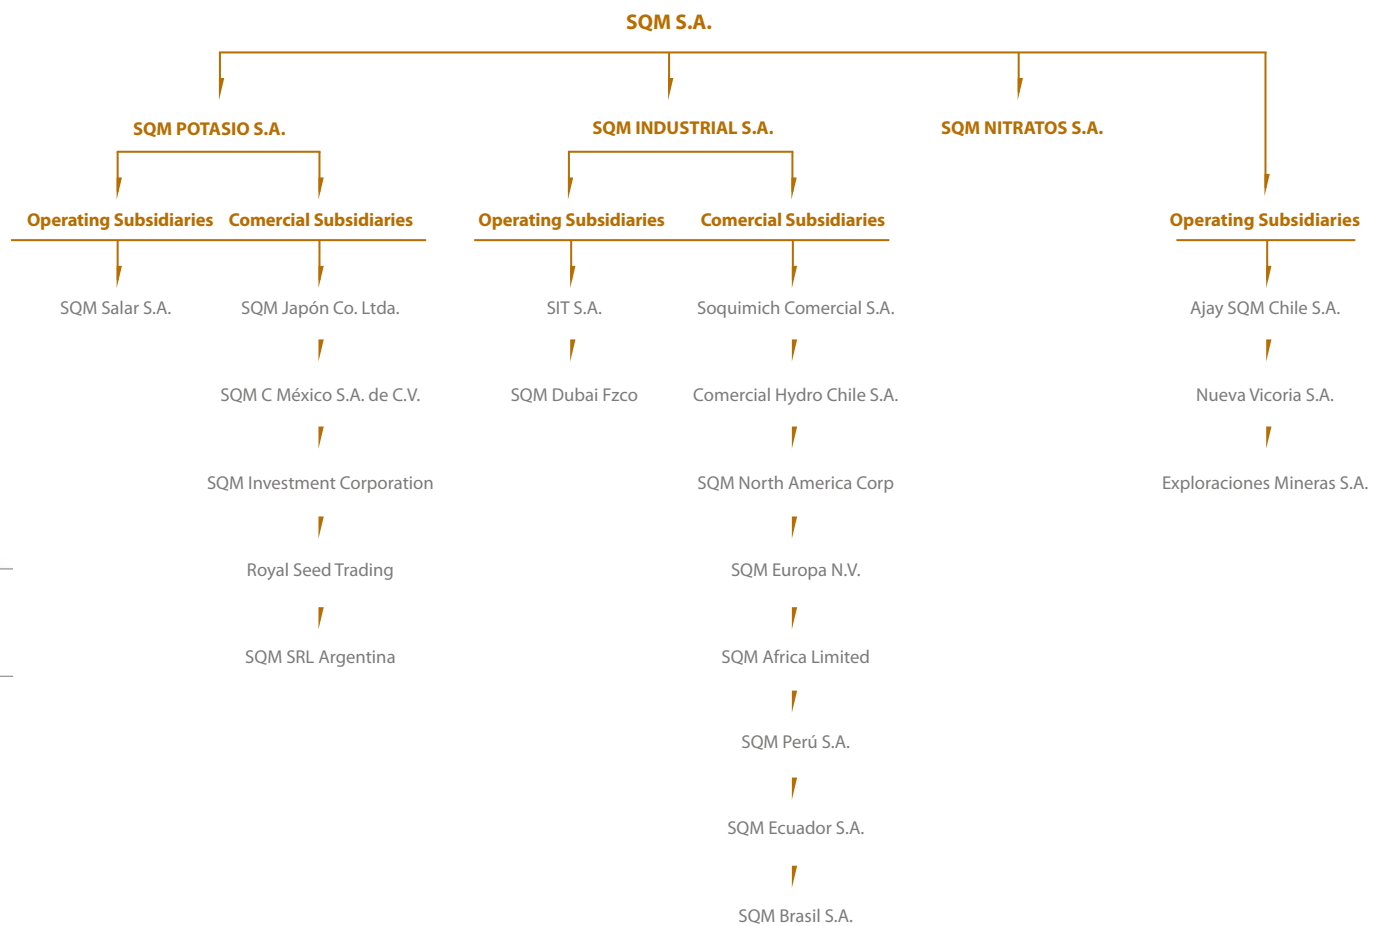 SQM S.A.
SQM POTASIO S.A.
SQM INDUSTRIAL S.A.
SQM NITRATOS S.A.
Operating Subsidiaries
Comercial Subsidiaries
Operating Subsidiaries
Comercial Subsidiaries
Operating Subsidiaries
SQM Salar S.A.
SQM Japón Co. Ltda.
SIT S.A.
Soquimich Comercial S.A.
Ajay SQM Chile S.A.
SQM C México S.A. de C.V.
SQM Dubai Fzco
Comercial Hydro Chile S.A.
Nueva Vicoria S.A.
SQM Investment Corporation
SQM North America Corp
Exploraciones Mineras S.A.
Royal Seed Trading
SQM Europa N.V.
SQM SRL Argentina
SQM Africa Limited
SQM Perú S.A.
SQM Ecuador S.A.
SQM Brasil S.A.